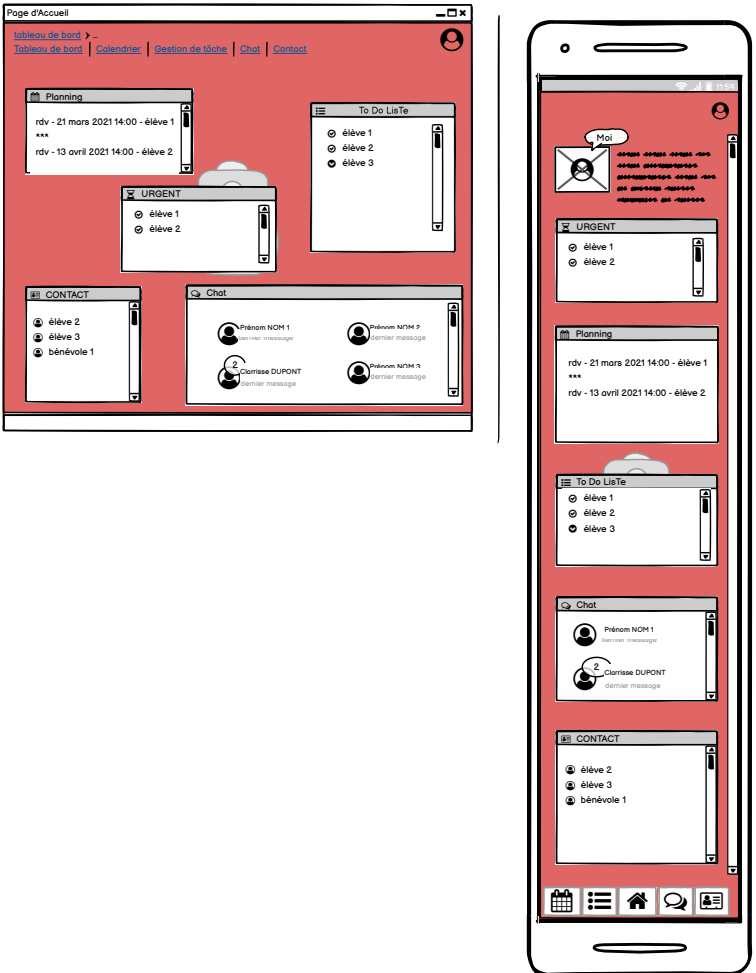 Page d'Accueil
tableau de bord
Tableau de bord | Calendrier | Gestion de tâche | Chat | Contact
Planning
rdv - 21 mars 2021 14:00 - élève 1
***
rdv - 13 avril 2021 14:00 - élève 2
To Do LisTe
élève 1
élève 2
élève 3
URGENT
élève 1
élève 2
CONTACT
élève 2
élève 3
bénévole 1
Chat
Prénom NOM 1
dernier message
Prénom NOM 2
dernier message
2
Clarrisse DUPONT
dernier message
Prénom NOM 3
dernier message
11:59
Moi
URGENT
élève 1
élève 2
Planning
rdv - 21 mars 2021 14:00 - élève 1
***
rdv - 13 avril 2021 14:00 - élève 2
To Do LisTe
élève 1
élève 2
élève 3
Chat
Prénom NOM 1
dernier message
2
Clarrisse DUPONT
dernier message
CONTACT
élève 2
élève 3
bénévole 1